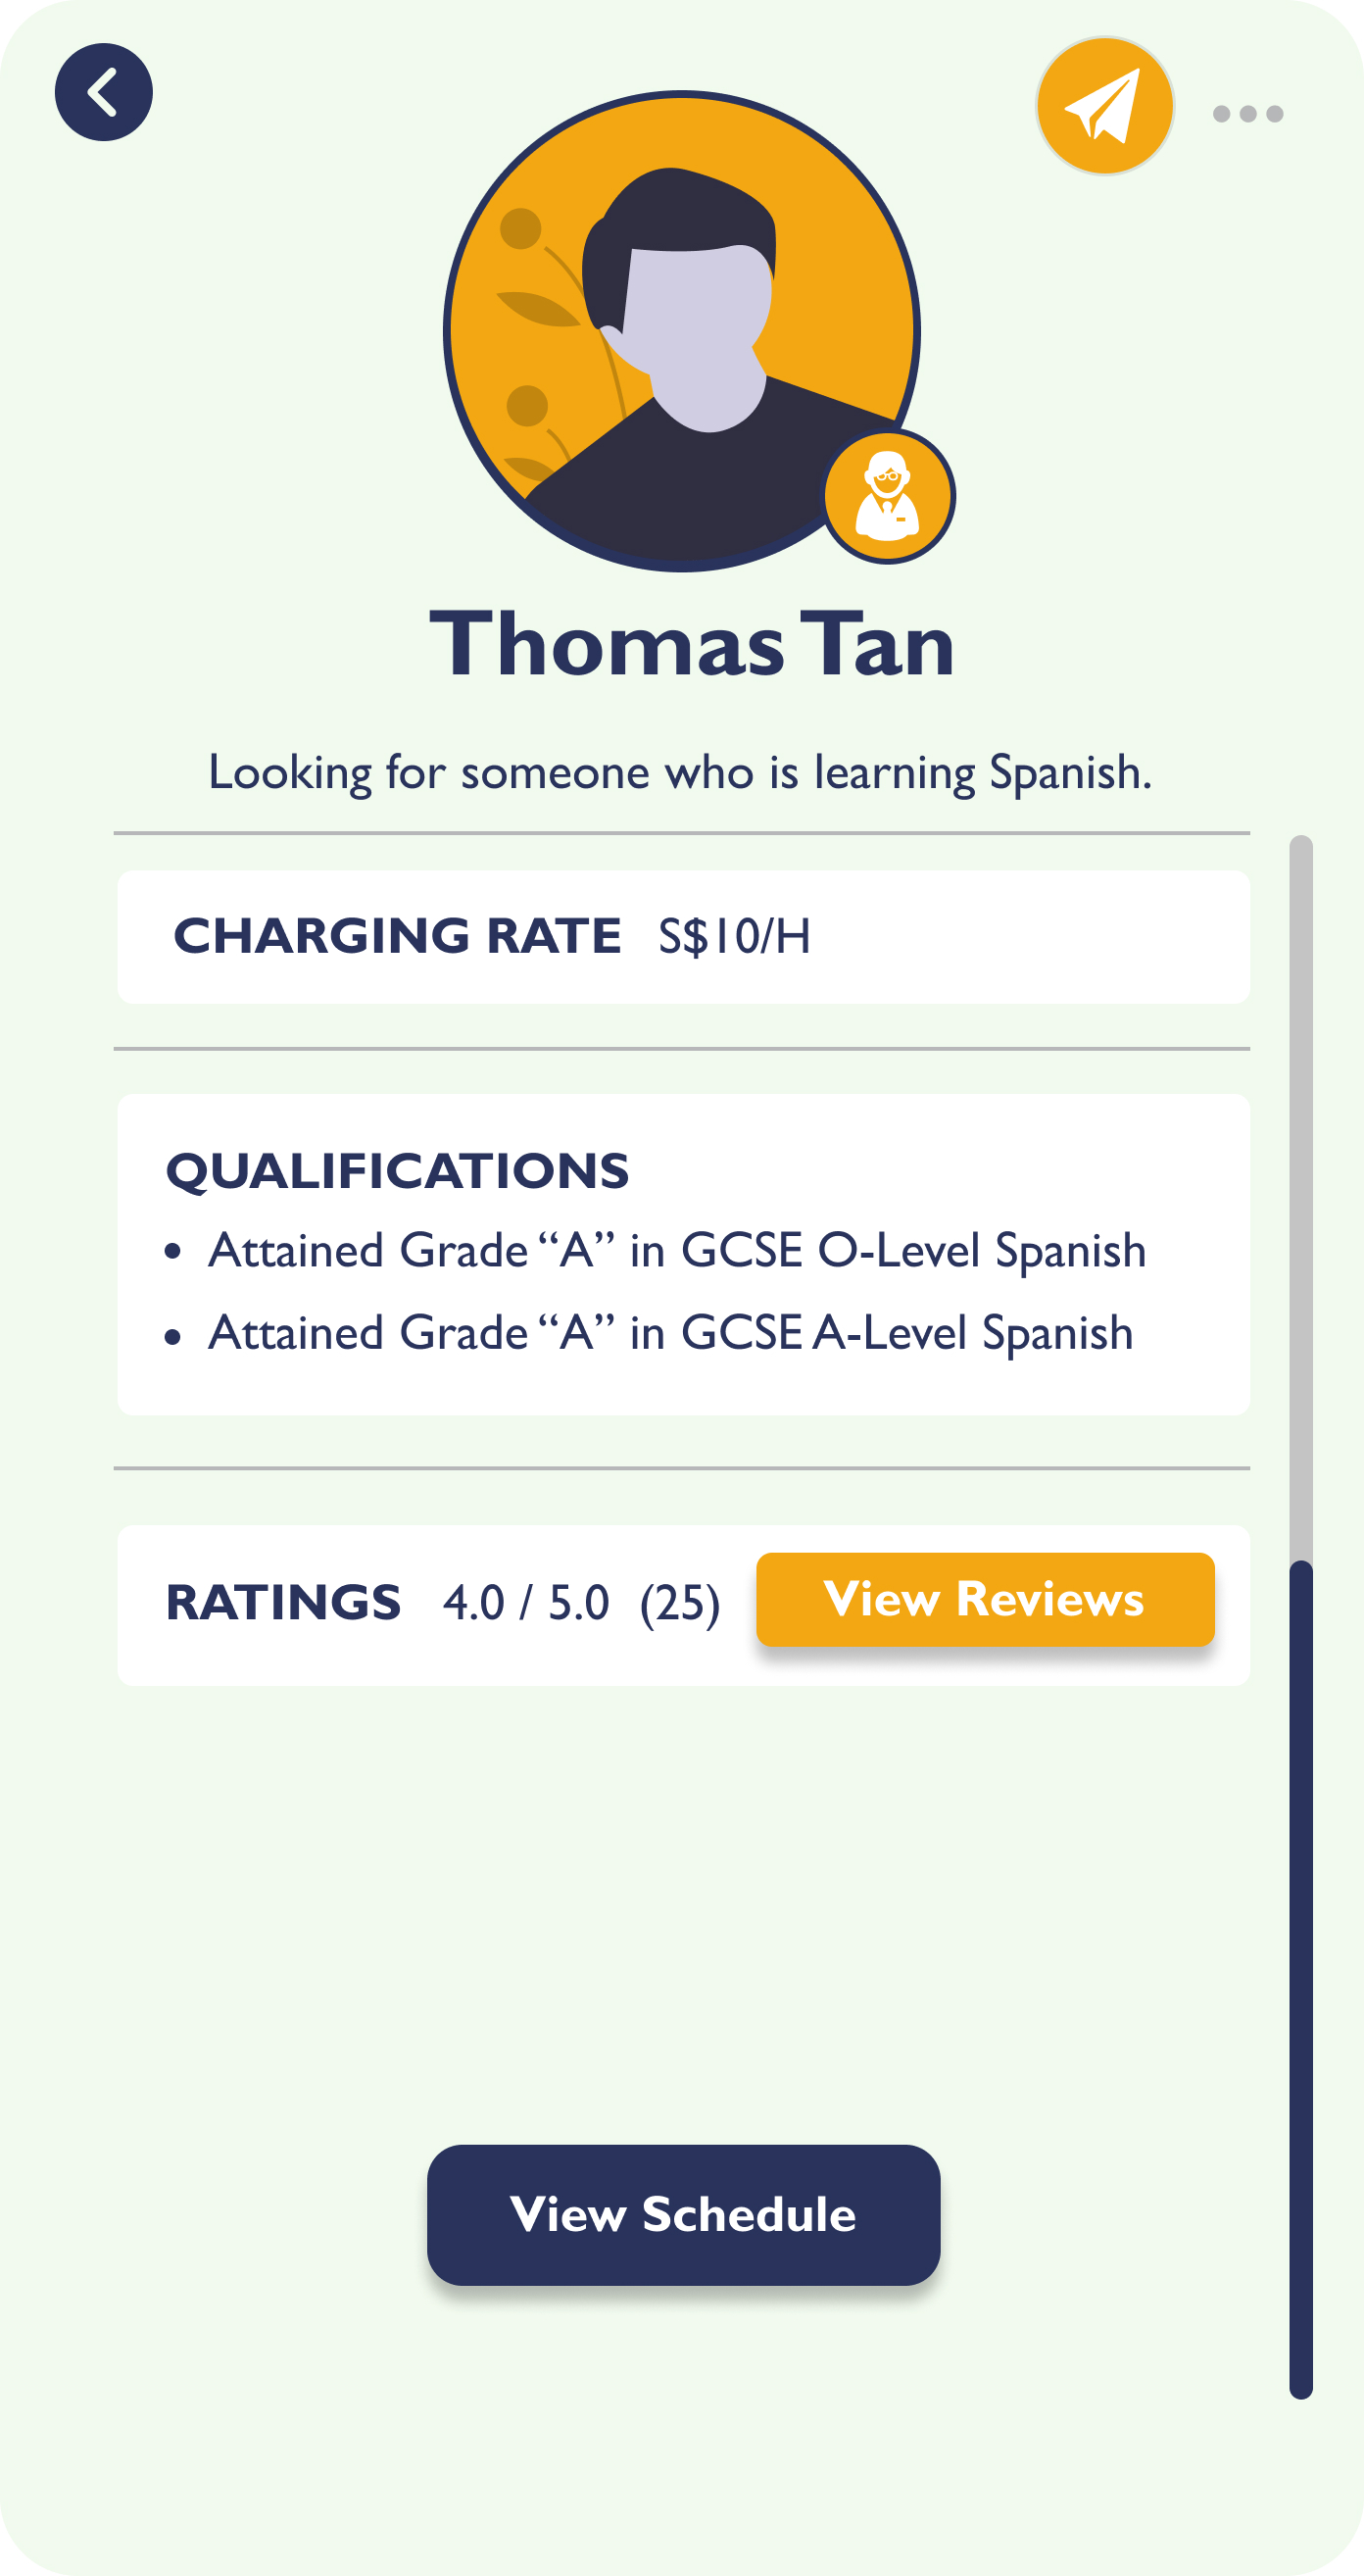 Thomas Tan
Looking for someone who is learning Spanish.
CHARGING RATE S$10/H
QUALIFICATIONS
• Attained Grade “A” in GCSE O-Level Spanish
• Attained Grade “A” in GCSE A-Level Spanish
RATINGS 4.0 / 5.0 (25) View Reviews
View Schedule